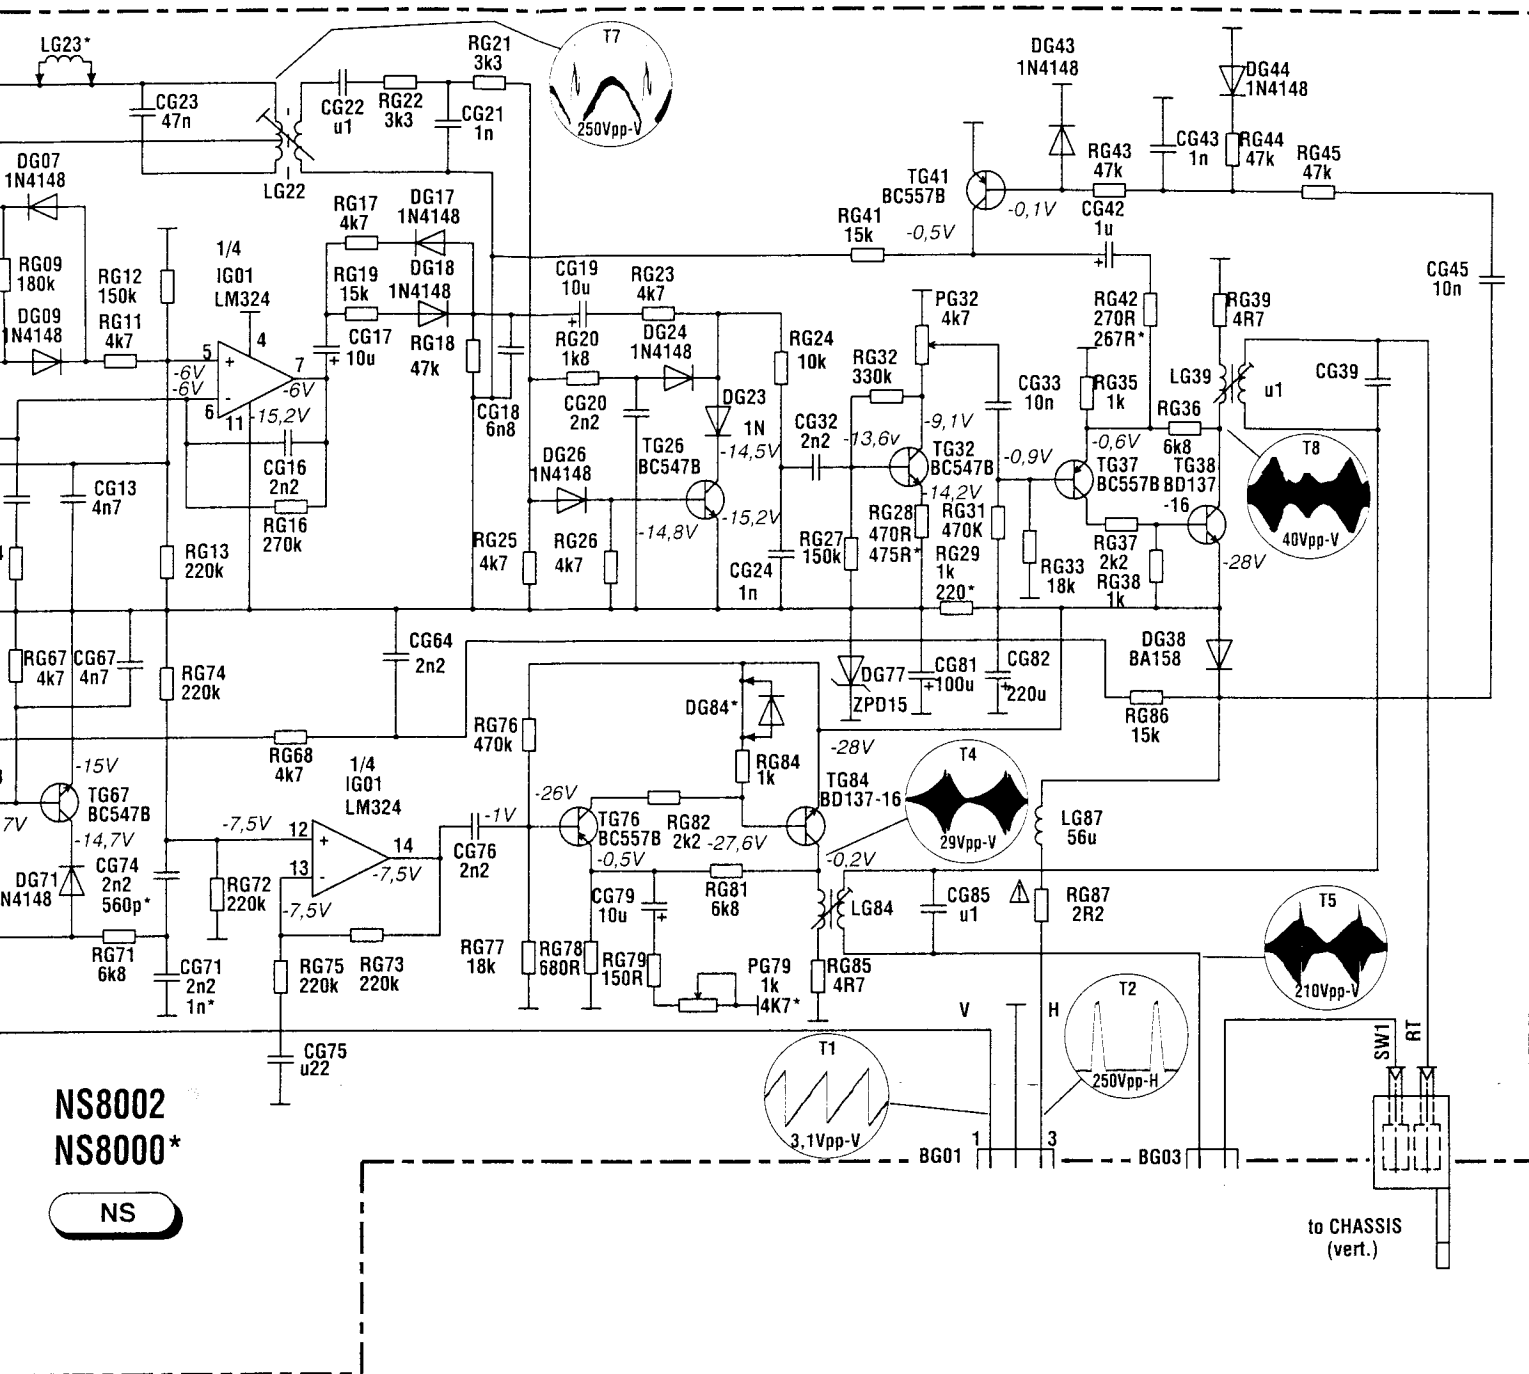 LG23*
CG23
47n
CG22
u1
RG22
3k3
RG21
3k3
CG21
1n
T7
250Vpp-V
LG22
DG43
1N4148
DG44
1N4148
CG43
1n
RG44
47k
RG45
47k
RG43
47k
TG41
BC557B
-0,1V
CG42
1u
RG41
15k
-0,5V
CG45
10n
DG07
1N4148
RG09
180k
DG09
1N4148
RG12
150k
RG11
4k7
1/4
IG01
LM324
4
5
+
-6V
-6V
-
6
11
7
-6V
-15,2V
CG16
2n2
RG16
270k
RG17
4k7
DG17
1N4148
RG19
15k
DG18
1N4148
CG17
10u
RG18
47k
CG18
6n8
CG19
10u
RG23
4k7
RG20
1k8
DG24
1N4148
CG20
2n2
DG23
1N
-14,5V
DG26
1N4148
TG26
BC547B
-14,8V
-15,2V
RG25
4k7
RG26
4k7
RG24
10k
CG32
2n2
CG24
1n
RG32
330k
-13,6v
PG32
4k7
-9,1V
TG32
BC547B
-14,2V
RG28
470R
475R*
RG27
150k
RG31
470K
RG29
1k
220*
CG33
10n
-0,9V
RG33
18k
RG42
270R
267R*
RG35
1k
RG36
6k8
-0,6V
TG37
BC557B
TG38
BD137
-16
RG37
2k2
RG38
1k
-28V
RG39
4R7
LG39
u1
CG39
T8
40Vpp-V
CG13
4n7
RG13
220k
RG67
4k7
CG67
4n7
RG74
220k
CG64
2n2
RG68
4k7
-15V
TG67
BC547B
7V
-14,7V
DG71
N4148
CG74
2n2
560p*
RG71
6k8
CG71
2n2
1n*
-7,5V
RG72
220k
1/4
IG01
LM324
12
+
13
-
14
-7,5V
-7,5V
RG75
220k
RG73
220k
CG76
2n2
-1V
RG76
470k
-26V
TG76
BC557B
-0,5V
RG82
2k2
DG84*
RG84
1k
-27,6V
TG84
BD137-16
-28V
-0,2V
RG81
6k8
CG79
10u
RG77
18k
RG78
680R
RG79
150R
PG79
1k
4K7*
LG84
RG85
4R7
CG85
u1
T4
29Vpp-V
DG77
ZPD15
CG81
100u
CG82
220u
DG38
BA158
RG86
15k
LG87
56u
RG87
2R2
T5
210Vpp-V
T2
250Vpp-H
V
H
T1
3,1Vpp-V
CG75
u22
NS8002
NS8000*
NS
1
3
BG01
BG03
SW1
RT
to CHASSIS
(vert.)